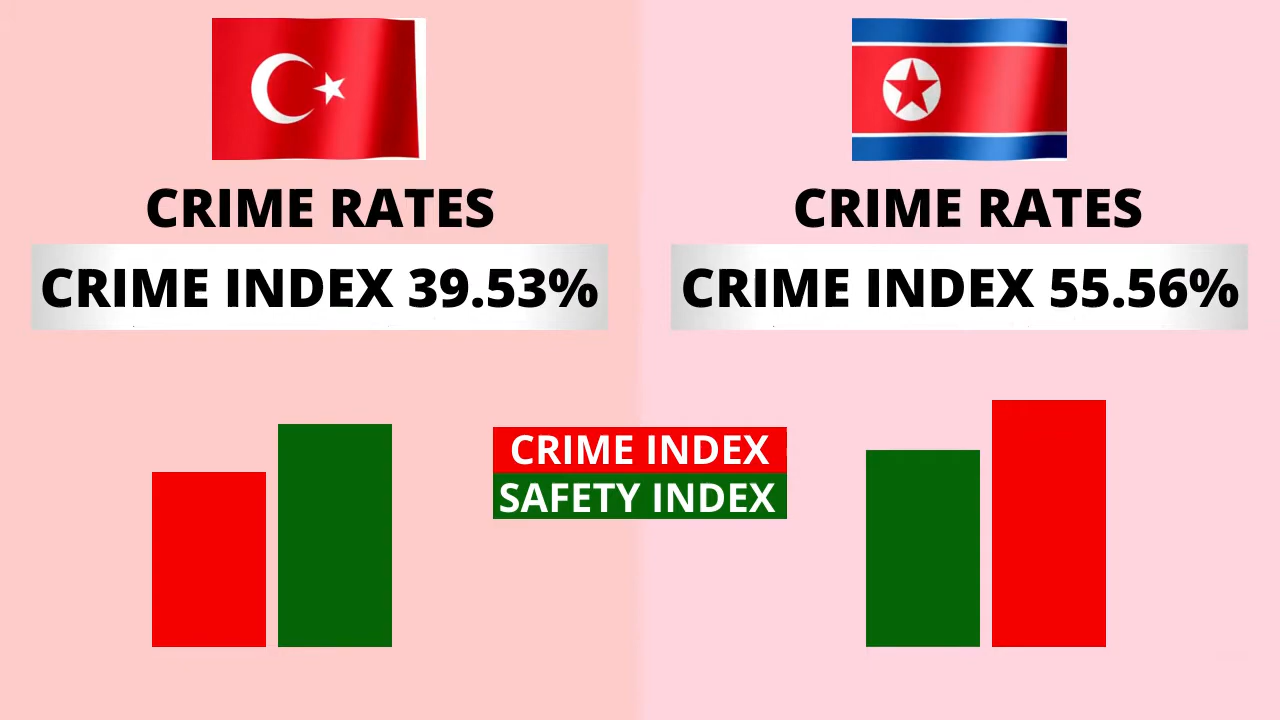 CRIME RATES
CRIME INDEX 39.53%
CRIME RATES
CRIME INDEX 55.56%
CRIME INDEX
SAFETY INDEX